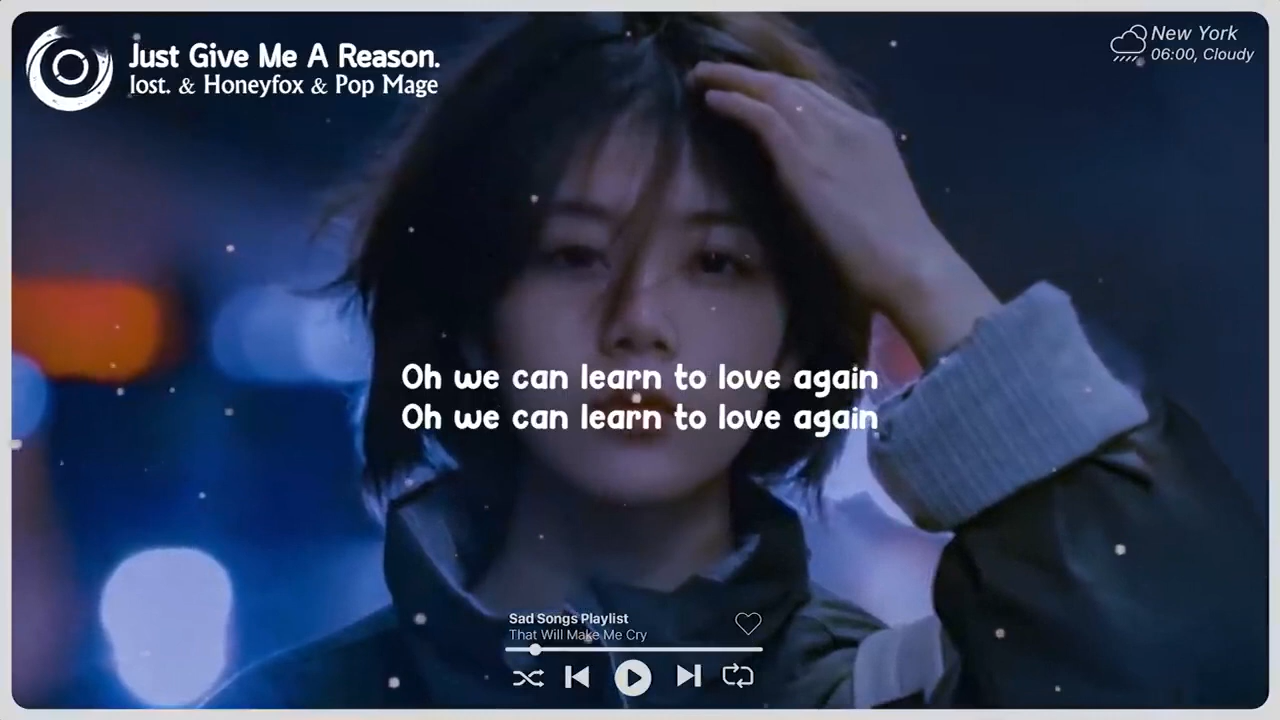 Just Give Me A Reason.
lost. & Honeyfox & Pop Mage
New York
06:00, Cloudy
Oh we can learn to love again
Oh we can learn to love again
Sad Songs Playlist
That Will Make Me Cry